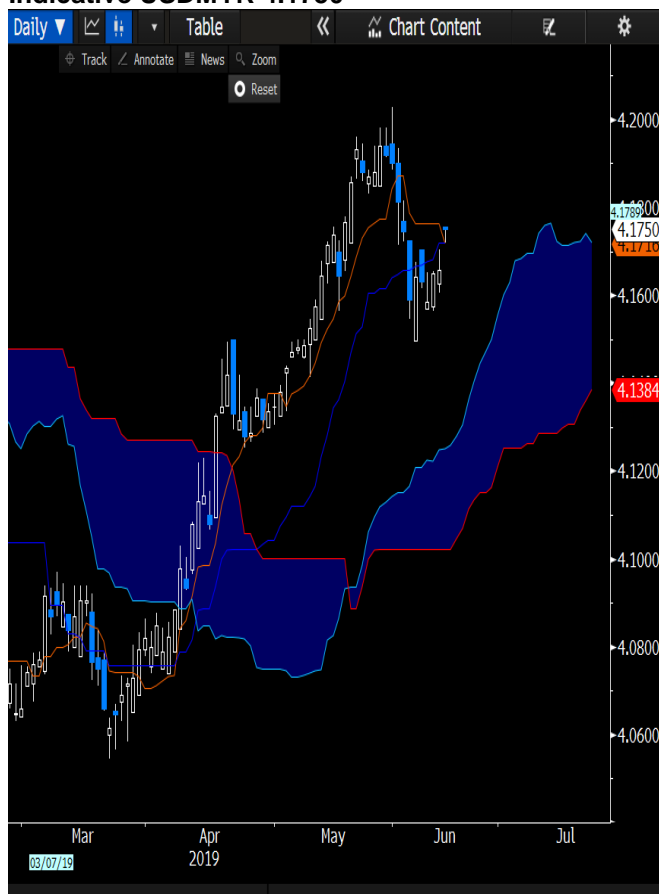 Daily ▼ Table « Chart Content
Track Annotate News Zoom
Reset
4.2000
4.1789
4.1750
4.1716
4.1600
4.1384
4.1200
4.1000
4.0800
4.0600
Mar Apr May Jun Jul
03/07/19 2019